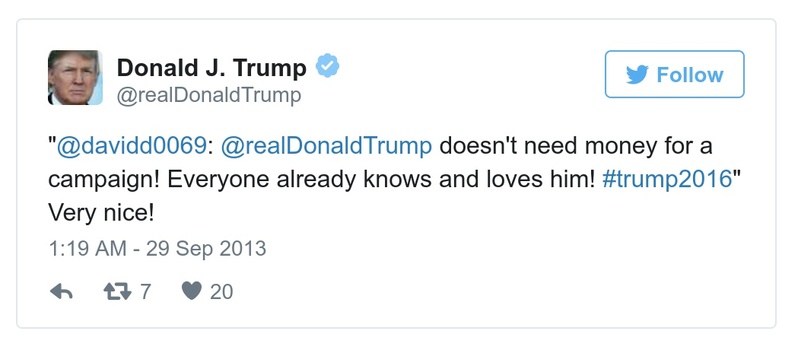 Donald J. Trump
@realDonaldTrump
Follow
"@davidd0069: @realDonaldTrump doesn't need money for a
campaign! Everyone already knows and loves him! #trump2016"
Very nice!
1:19 AM - 29 Sep 2013
7 20